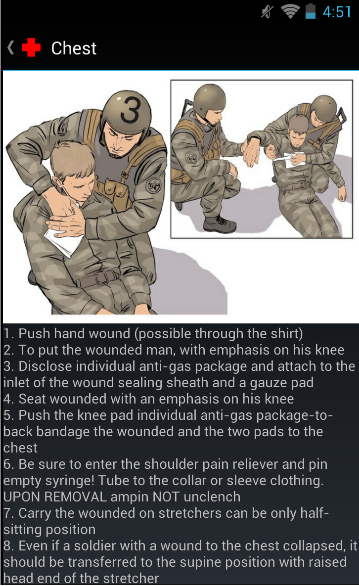 4:51
Chest
3
1. Push hand wound (possible through the shirt)
2. To put the wounded man, with emphasis on his knee
3. Disclose individual anti-gas package and attach to the
inlet of the wound sealing sheath and a gauze pad
4. Seat wounded with an emphasis on his knee
5. Push the knee pad individual anti-gas package-to-
back bandage the wounded and the two pads to the
chest
6. Be sure to enter the shoulder pain reliever and pin
empty syringe! Tube to the collar or sleeve clothing.
UPON REMOVAL ampin NOT unclench
7. Carry the wounded on stretchers can be only half-
sitting position
8. Even if a soldier with a wound to the chest collapsed, it
should be transferred to the supine position with raised
head end of the stretcher